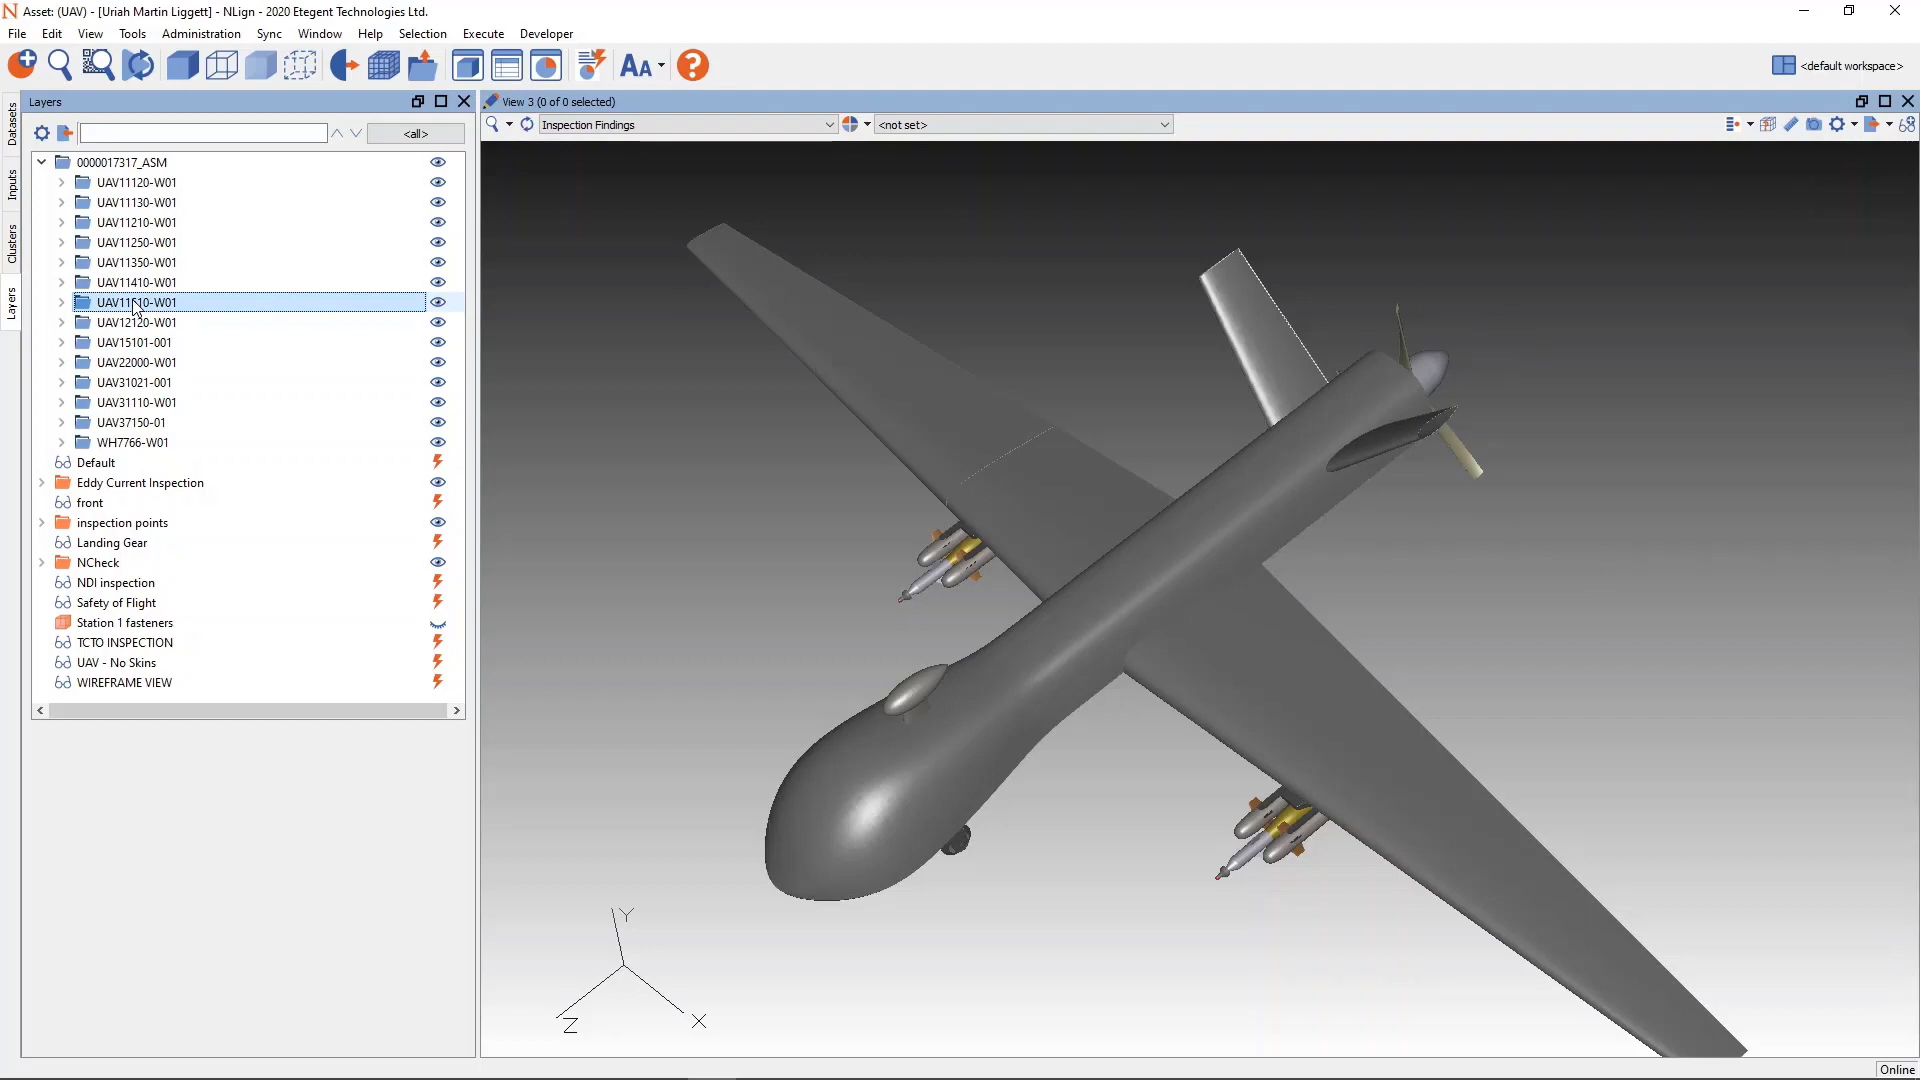 Asset: (UAV) - [Uriah Martin Liggett] - NLign - 2020 Etegent Technologies Ltd.
File Edit View Tools Administration Sync Window Help Selection Execute Developer
<default workspace>
Layers
View 3 (0 of 0 selected)
<all>
Inspection Findings
<not set>
Datasets
Inputs
Clusters
Layers
0000017317_ASM
UAV11120-W01
UAV11130-W01
UAV11210-W01
UAV11250-W01
UAV11350-W01
UAV11410-W01
UAV12120-W01
UAV15101-001
UAV22000-W01
UAV31021-001
UAV31110-W01
UAV37150-01
WH7766-W01
Default
Eddy Current Inspection
front
inspection points
Landing Gear
NCheck
NDI inspection
Safety of Flight
Station 1 fasteners
TCTO INSPECTION
UAV - No Skins
WIREFRAME VIEW
Y
Z
X
Online